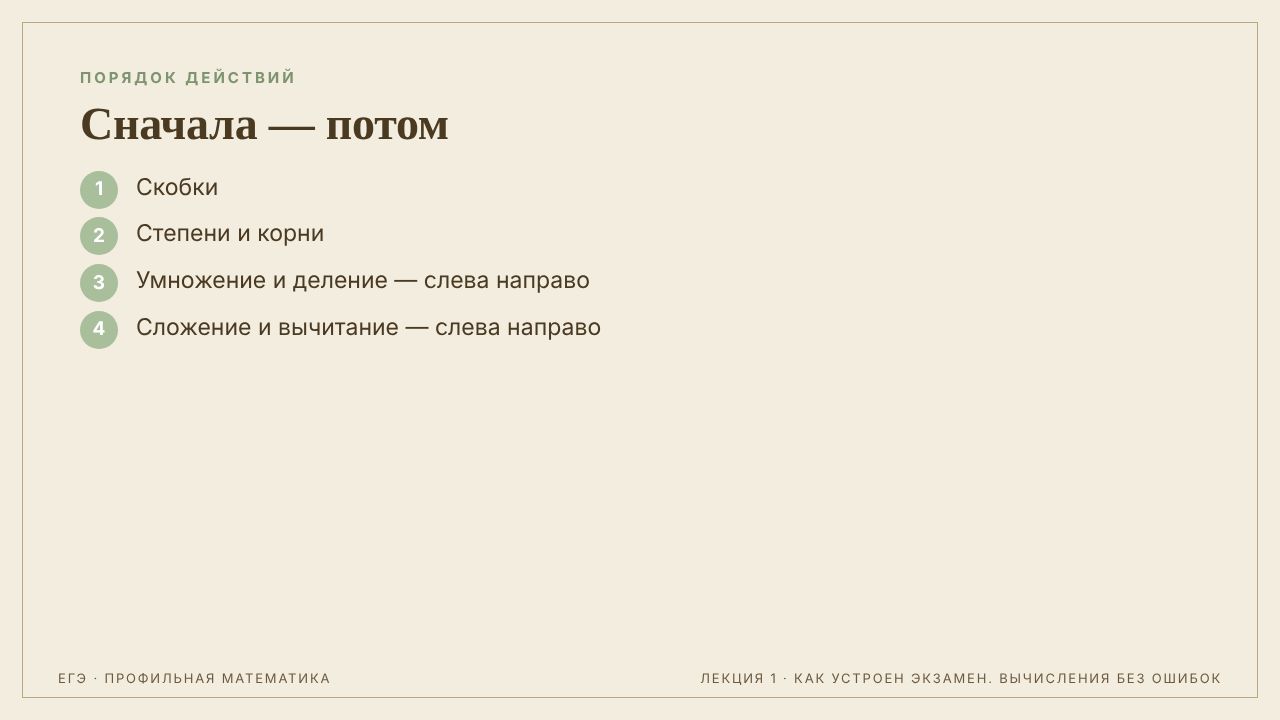 ПОРЯДОК ДЕЙСТВИЙ
Сначала — потом
1 Скобки
2 Степени и корни
3 Умножение и деление — слева направо
4 Сложение и вычитание — слева направо
ЕГЭ · ПРОФИЛЬНАЯ МАТЕМАТИКА
ЛЕКЦИЯ 1 · КАК УСТРОЕН ЭКЗАМЕН. ВЫЧИСЛЕНИЯ БЕЗ ОШИБОК